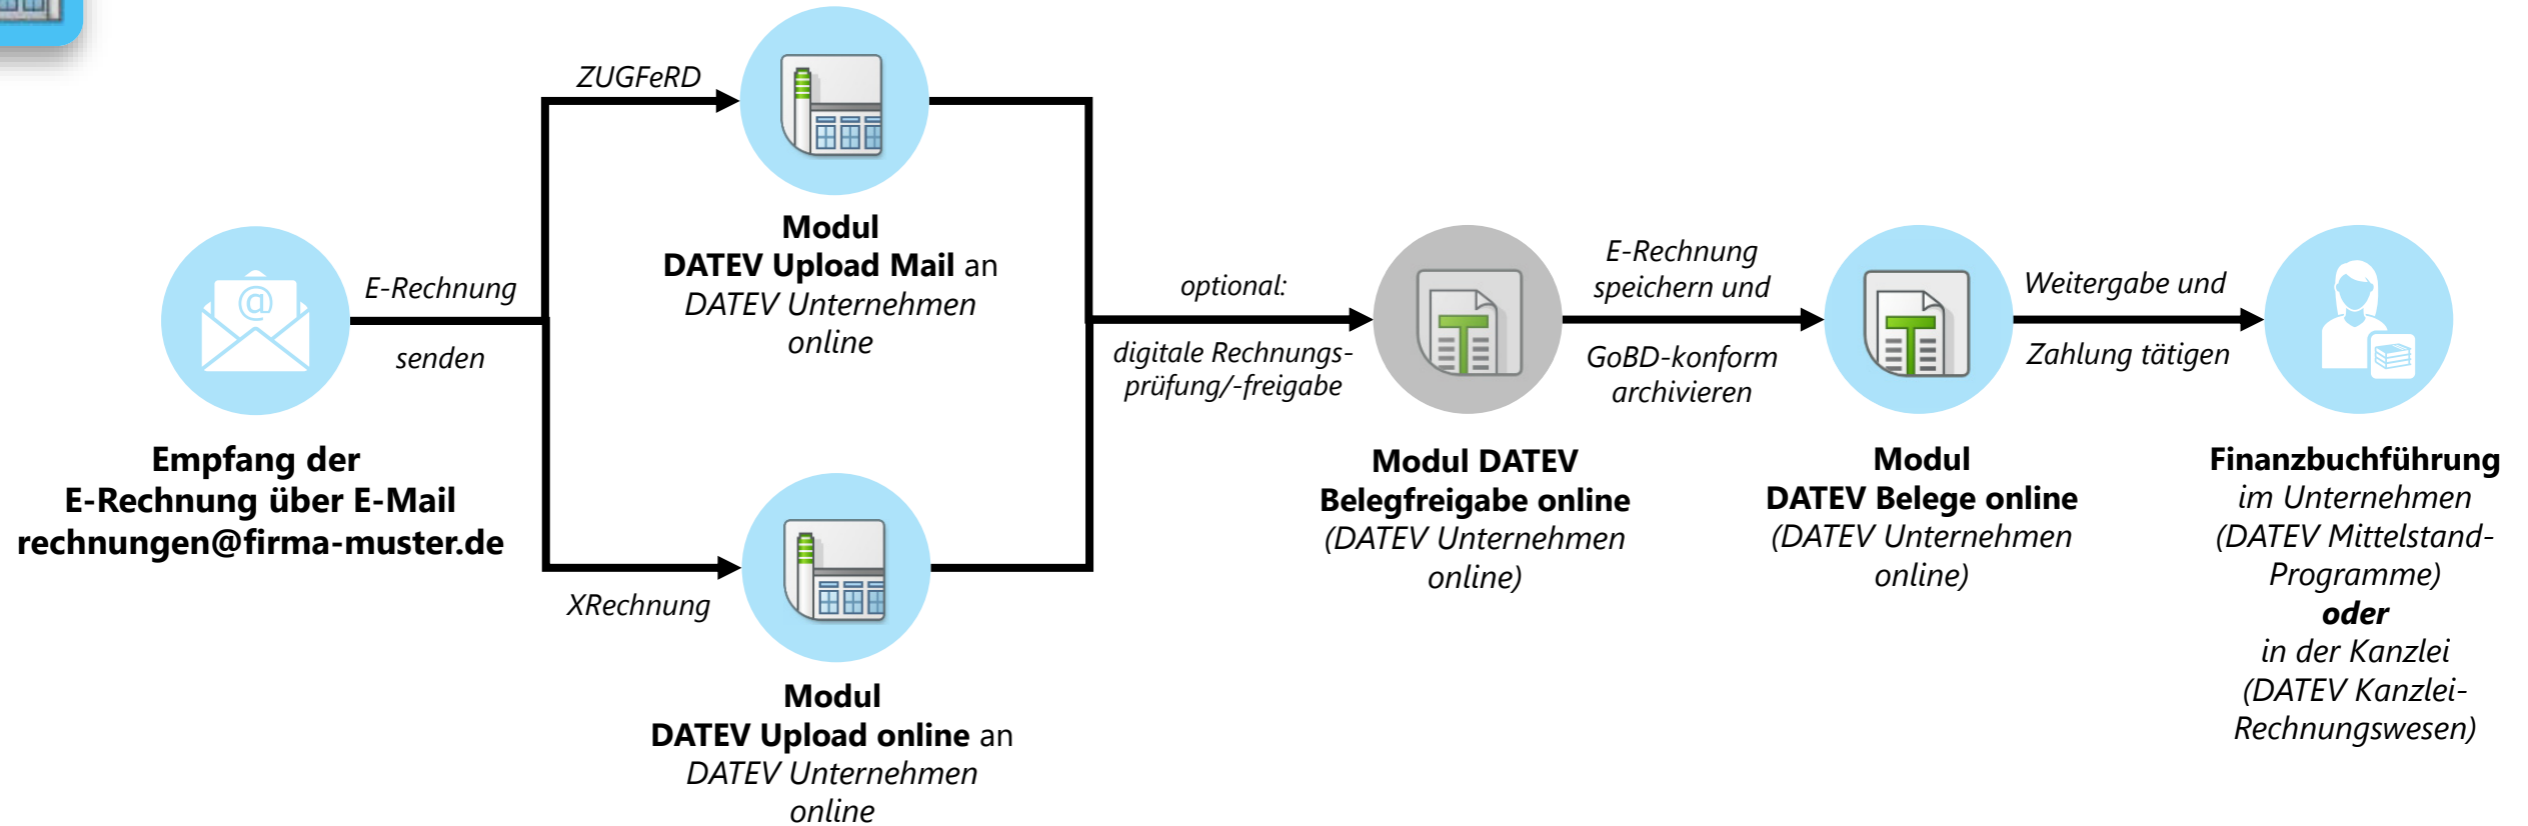 Empfang der
E-Rechnung über E-Mail
rechnungen@firma-muster.de
E-Rechnung
senden
ZUGFeRD
Modul
DATEV Upload Mail an
DATEV Unternehmen
online
XRechnung
Modul
DATEV Upload online an
DATEV Unternehmen
online
optional:
digitale Rechnungs-
prüfung/-freigabe
Modul DATEV
Belegfreigabe online
(DATEV Unternehmen
online)
E-Rechnung
speichern und
GoBD-konform
archivieren
Modul
DATEV Belege online
(DATEV Unternehmen
online)
Weitergabe und
Zahlung tätigen
Finanzbuchführung
im Unternehmen
(DATEV Mittelstand-
Programme)
oder
in der Kanzlei
(DATEV Kanzlei-
Rechnungswesen)